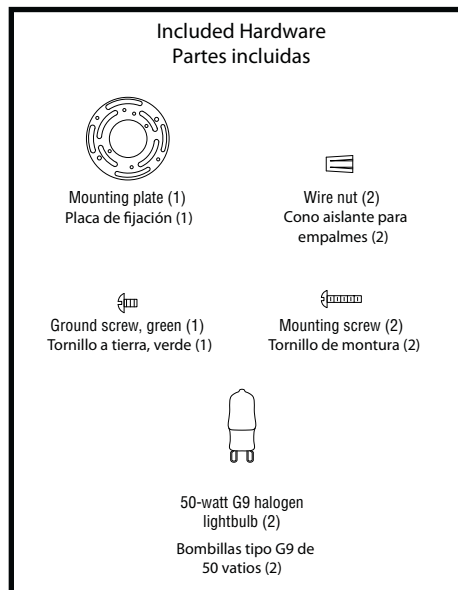 Included Hardware
Partes incluidas
Mounting plate (1)
Placa de fijación (1)
Wire nut (2)
Cono aislante para
empalmes (2)
Ground screw, green (1)
Tornillo a tierra, verde (1)
Mounting screw (2)
Tornillo de montura (2)
50-watt G9 halogen
lightbulb (2)
Bombillas tipo G9 de
50 vatios (2)